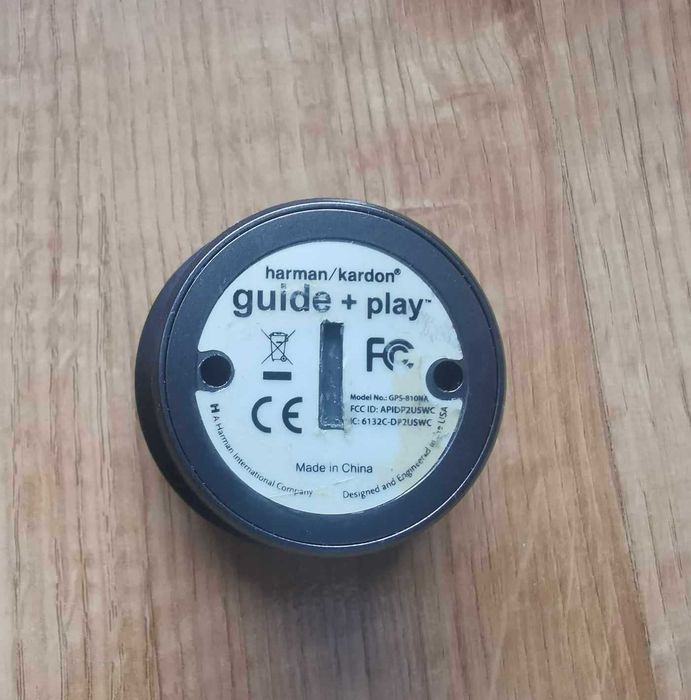 harman/kardon®
guide + play™
FC
CE
Model No.: GPS-810NA
FCC ID: APIDP2USWC
IC: 6132C-DP2USWC
Made in China
H A Harman International Company
Designed and Engineered in the USA